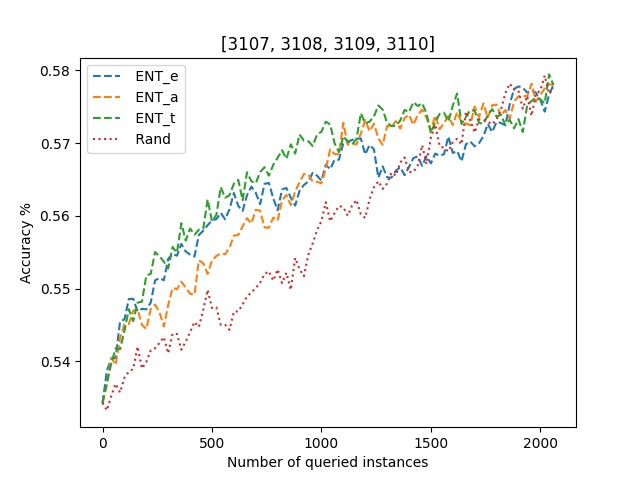 [3107, 3108, 3109, 3110]
ENT_e
ENT_a
ENT_t
Rand
Accuracy %
0.58
0.57
0.56
0.55
0.54
0
500
1000
1500
2000
Number of queried instances